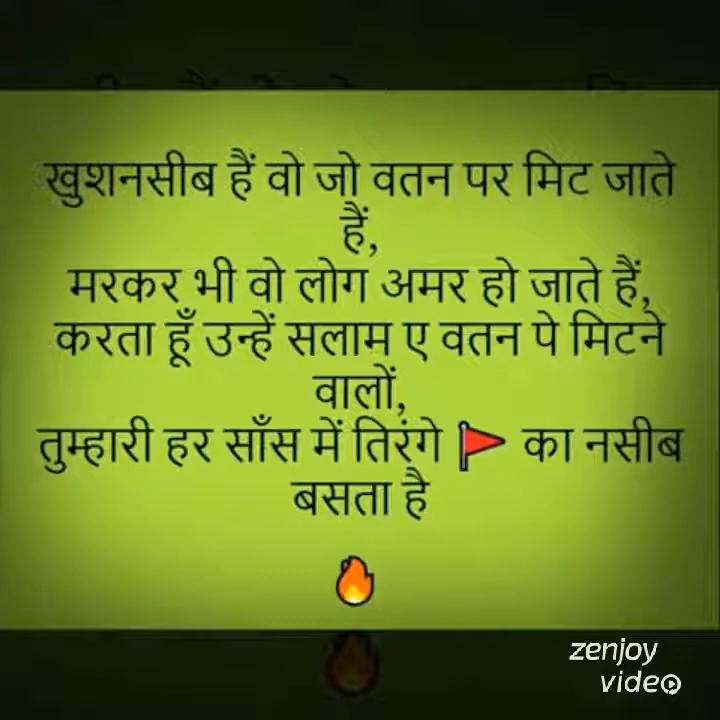 खुशनसीब हैं वो जो वतन पर मिट जाते
हैं,
मरकर भी वो लोग अमर हो जाते हैं,
करता हूँ उन्हें सलाम ए वतन पे मिटने
वालों,
तुम्हारी हर साँस में तिरंगे 🚩 का नसीब
बसता है
🔥
zenjoy
video